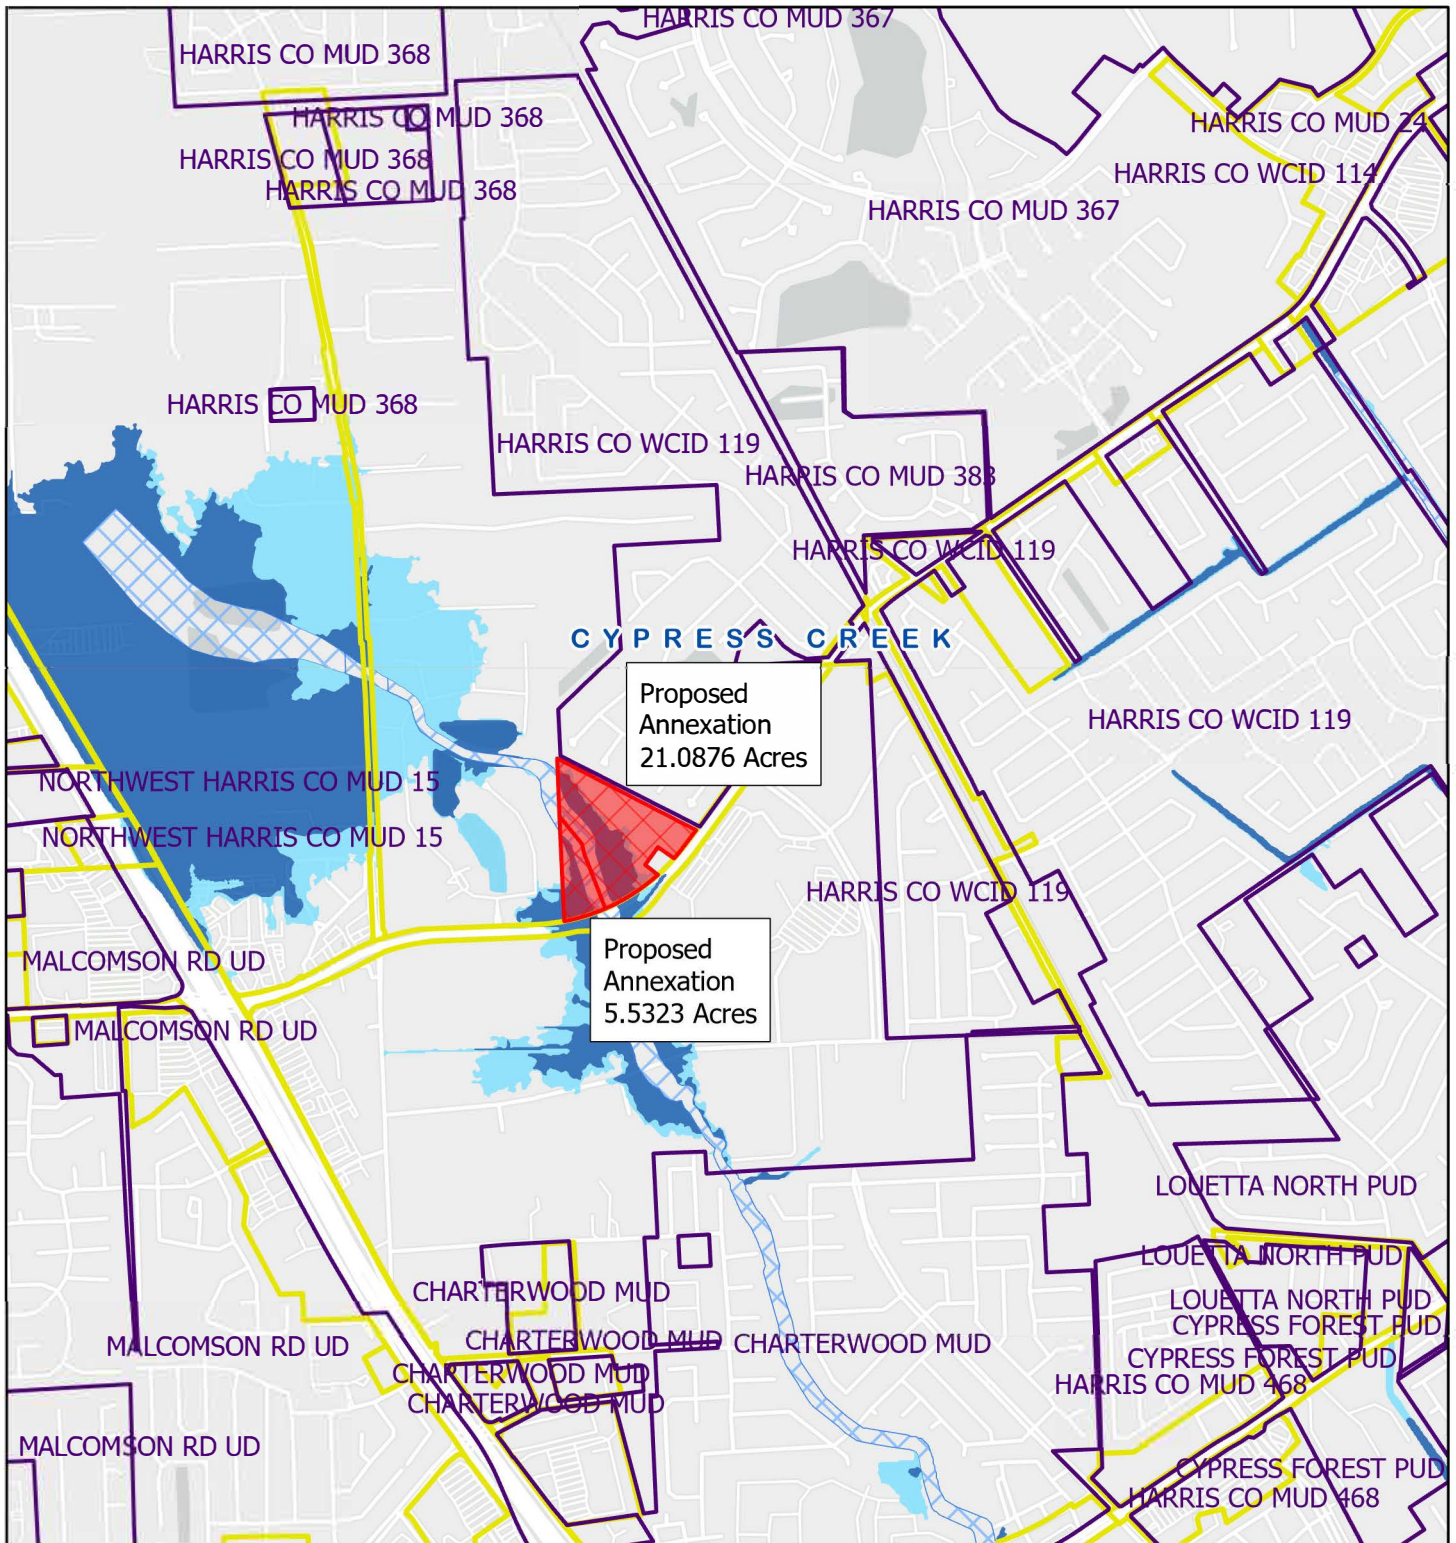 HARRIS CO MUD 367
HARRIS CO MUD 368
HARRIS CO MUD 368
HARRIS CO MUD 24
HARRIS CO MUD 368
HARRIS CO WCID 114
HARRIS CO MUD 368
HARRIS CO MUD 367
HARRIS CO MUD 368
HARRIS CO WCID 119
HARRIS CO MUD 383
HARRIS CO WCID 119
CYPRESS CREEK
Proposed
Annexation
21.0876 Acres
HARRIS CO WCID 119
NORTHWEST HARRIS CO MUD 15
NORTHWEST HARRIS CO MUD 15
HARRIS CO WCID 119
Proposed
Annexation
5.5323 Acres
MALCOMSON RD UD
MALCOMSON RD UD
LOUETTA NORTH PUD
LOUETTA NORTH PUD
CHARTERWOOD MUD
LOUETTA NORTH PUD
CYPRESS FOREST PUD
CHARTERWOOD MUD
CHARTERWOOD MUD
MALCOMSON RD UD
CYPRESS FOREST PUD
CHARTERWOOD MUD
HARRIS CO MUD 468
CHARTERWOOD MUD
MALCOMSON RD UD
CYPRESS FOREST PUD
HARRIS CO MUD 468